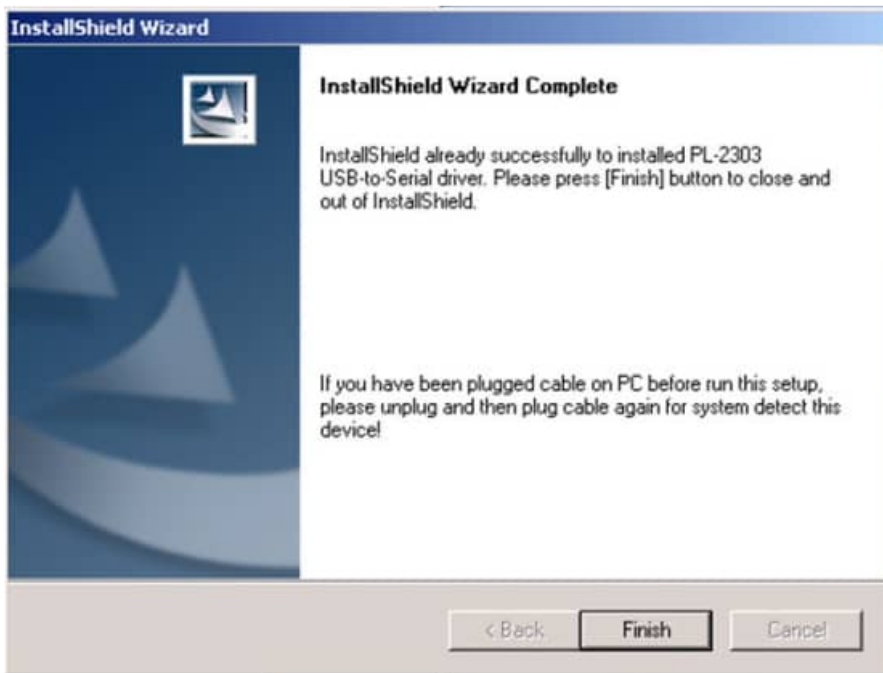 InstallShield Wizard
InstallShield Wizard Complete
InstallShield already successfully to installed PL-2303
USB-to-Serial driver. Please press [Finish] button to close and
out of InstallShield.
If you have been plugged cable on PC before run this setup,
please unplug and then plug cable again for system detect this
device!
< Back
Finish
Cancel